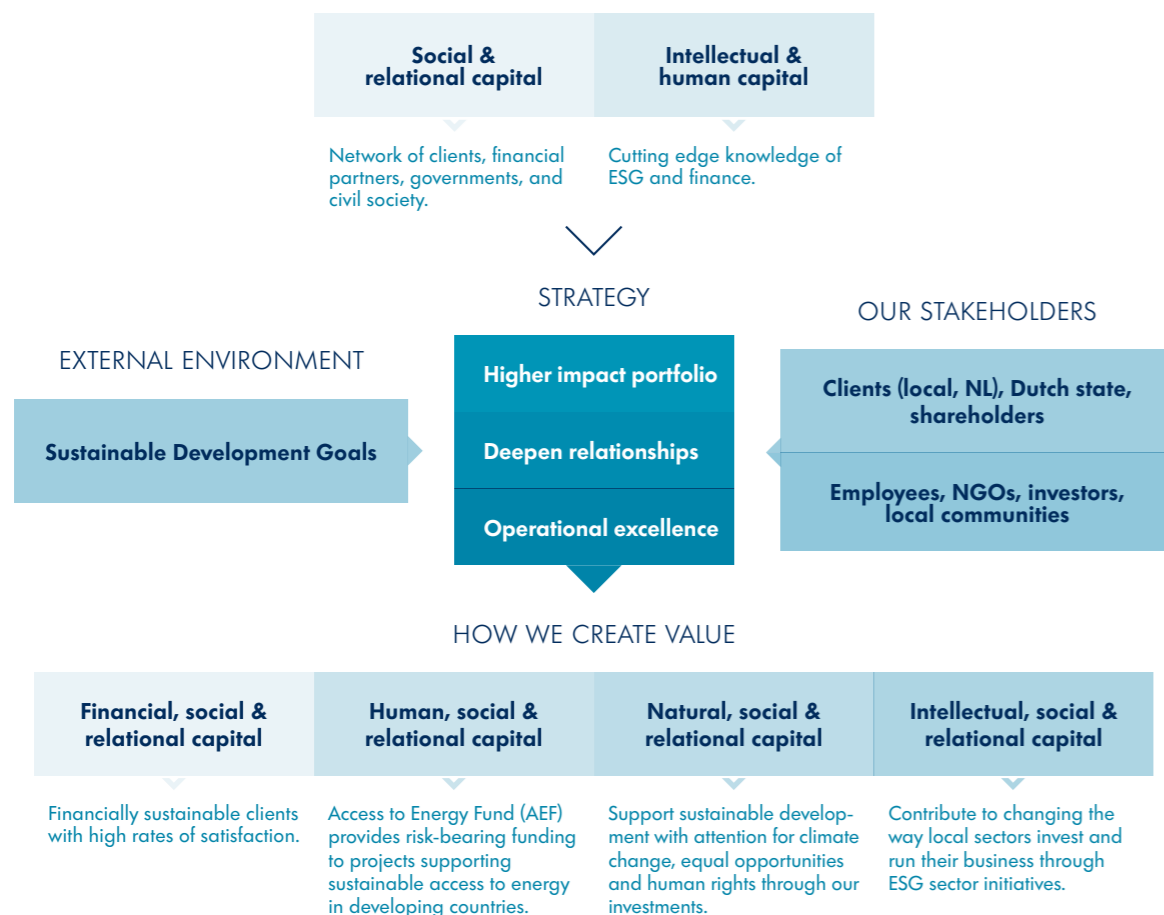 Social &
relational capital
Intellectual &
human capital
Network of clients, financial
partners, governments, and
civil society.
Cutting edge knowledge of
ESG and finance.
STRATEGY
Higher impact portfolio
Deepen relationships
Operational excellence
EXTERNAL ENVIRONMENT
Sustainable Development Goals
OUR STAKEHOLDERS
Clients (local, NL), Dutch state,
shareholders
Employees, NGOs, investors,
local communities
HOW WE CREATE VALUE
Financial, social &
relational capital
Financially sustainable clients
with high rates of satisfaction.
Human, social &
relational capital
Access to Energy Fund (AEF)
provides risk-bearing funding
to projects supporting
sustainable access to energy
in developing countries.
Natural, social &
relational capital
Support sustainable develop-
ment with attention for climate
change, equal opportunities
and human rights through our
investments.
Intellectual, social &
relational capital
Contribute to changing the
way local sectors invest and
run their business through
ESG sector initiatives.